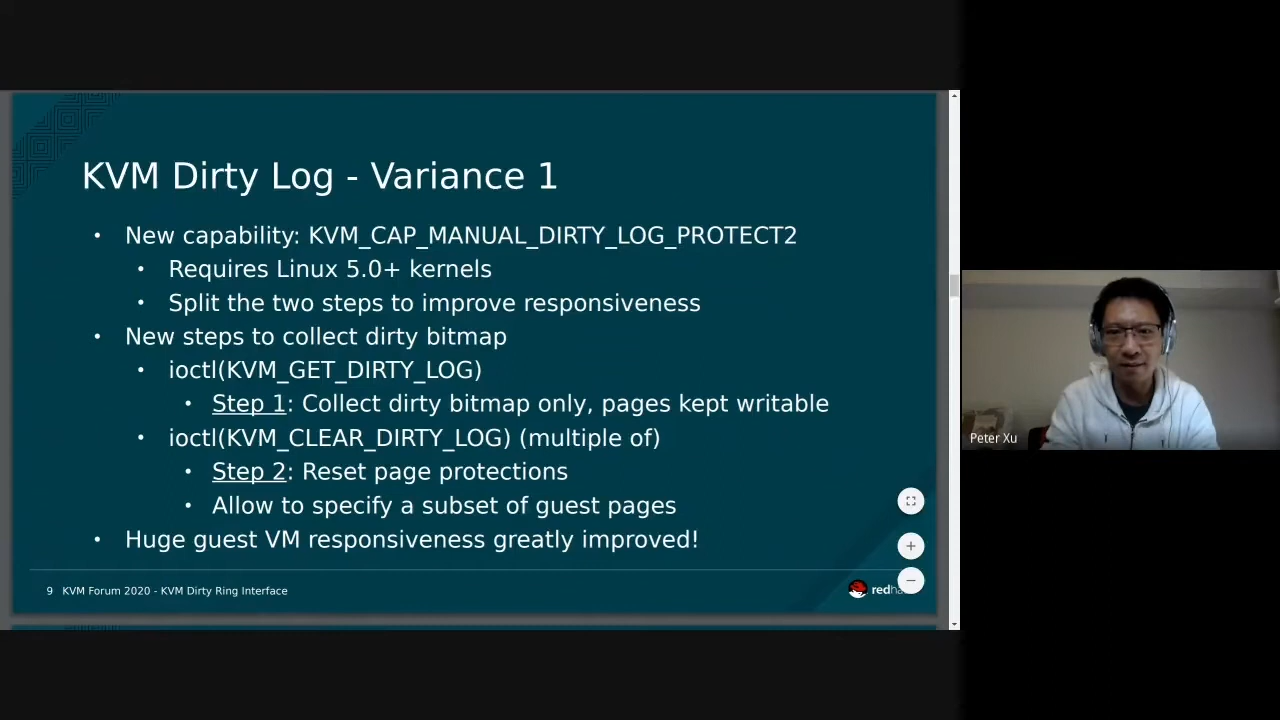 KVM Dirty Log - Variance 1
• New capability: KVM_CAP_MANUAL_DIRTY_LOG_PROTECT2
• Requires Linux 5.0+ kernels
• Split the two steps to improve responsiveness
• New steps to collect dirty bitmap
• ioctl(KVM_GET_DIRTY_LOG)
• Step 1: Collect dirty bitmap only, pages kept writable
• ioctl(KVM_CLEAR_DIRTY_LOG) (multiple of)
• Step 2: Reset page protections
• Allow to specify a subset of guest pages
• Huge guest VM responsiveness greatly improved!
9 KVM Forum 2020 - KVM Dirty Ring Interface
Peter Xu